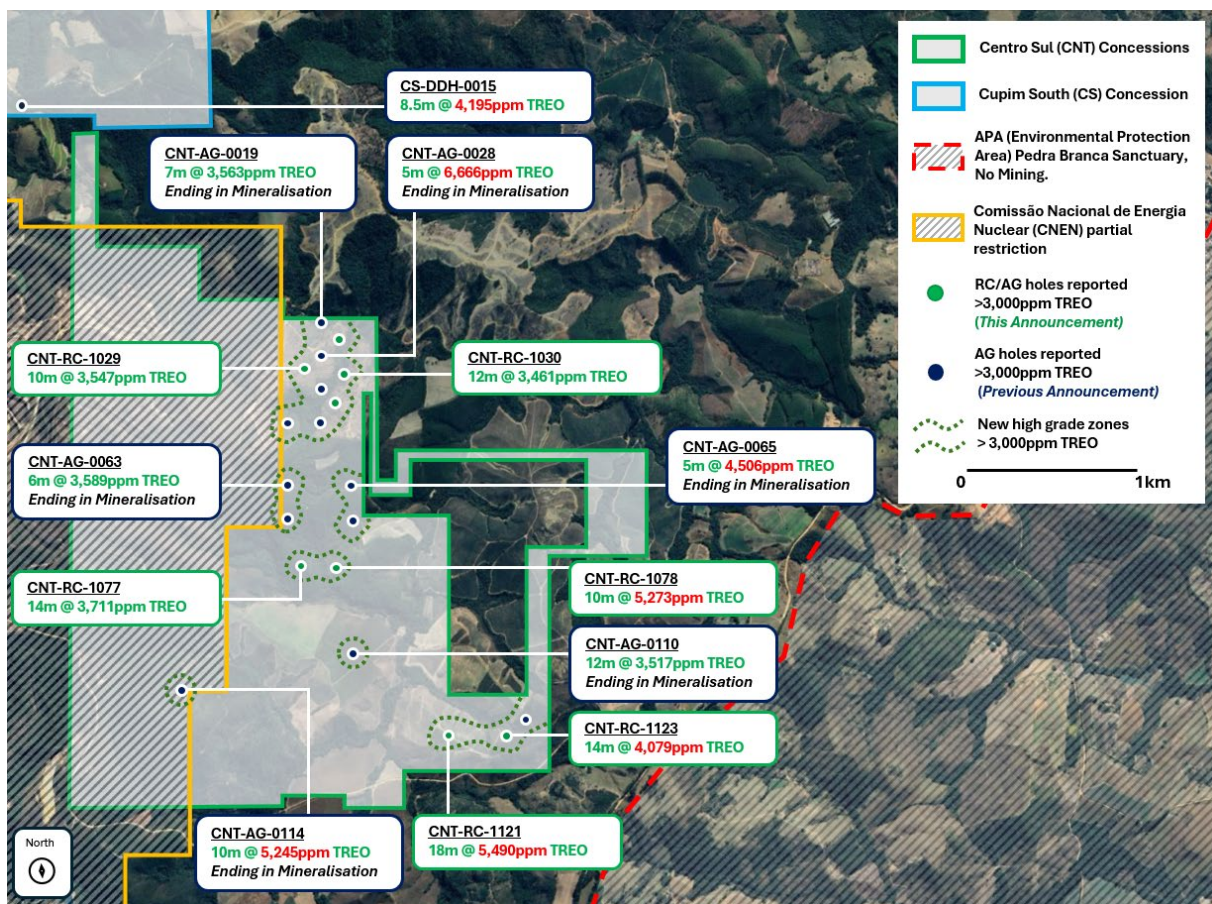 CS-DDH-0015
8.5m @ 4,195ppm TREO
CNT-AG-0019
7m @ 3,563ppm TREO
Ending in Mineralisation
CNT-AG-0028
5m @ 6,666ppm TREO
Ending in Mineralisation
CNT-RC-1029
10m @ 3,547ppm TREO
CNT-RC-1030
12m @ 3,461ppm TREO
CNT-AG-0063
6m @ 3,589ppm TREO
Ending in Mineralisation
CNT-AG-0065
5m @ 4,506ppm TREO
Ending in Mineralisation
CNT-RC-1077
14m @ 3,711ppm TREO
CNT-RC-1078
10m @ 5,273ppm TREO
CNT-AG-0110
12m @ 3,517ppm TREO
Ending in Mineralisation
CNT-RC-1123
14m @ 4,079ppm TREO
CNT-AG-0114
10m @ 5,245ppm TREO
Ending in Mineralisation
CNT-RC-1121
18m @ 5,490ppm TREO
North
Centro Sul (CNT) Concessions
Cupim South (CS) Concession
APA (Environmental Protection
Area) Pedra Branca Sanctuary,
No Mining.
Comissão Nacional de Energia
Nuclear (CNEN) partial
restriction
RC/AG holes reported
>3,000ppm TREO
(This Announcement)
AG holes reported
>3,000ppm TREO
(Previous Announcement)
New high grade zones
> 3,000ppm TREO
0
1km